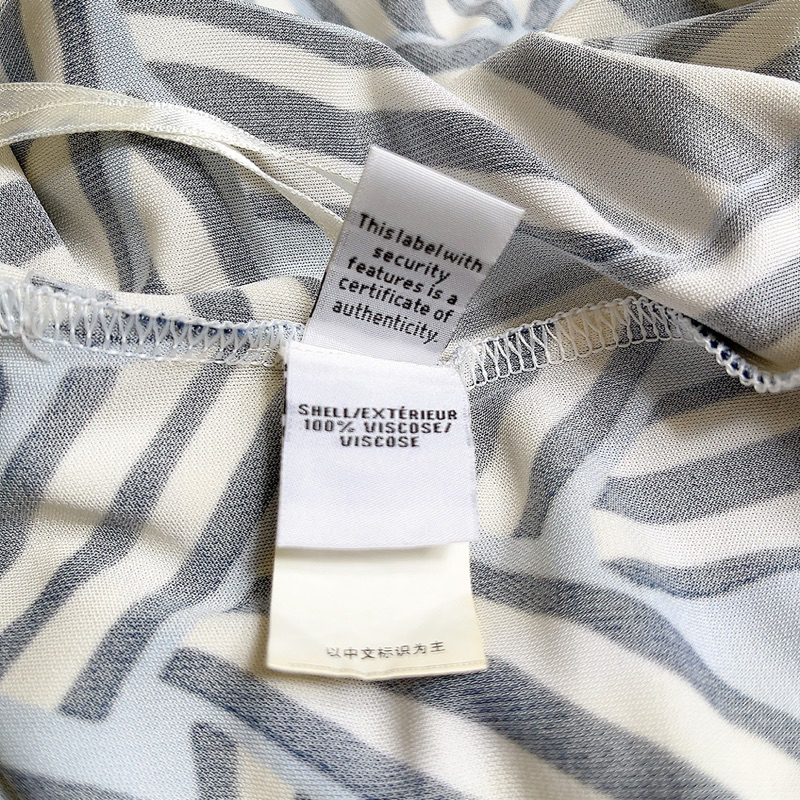 This label with
security
features is a
certificate of
authenticity.
SHELL/EXTÉRIEUR
100% VISCOSE/
VISCOSE
以中文标识为主